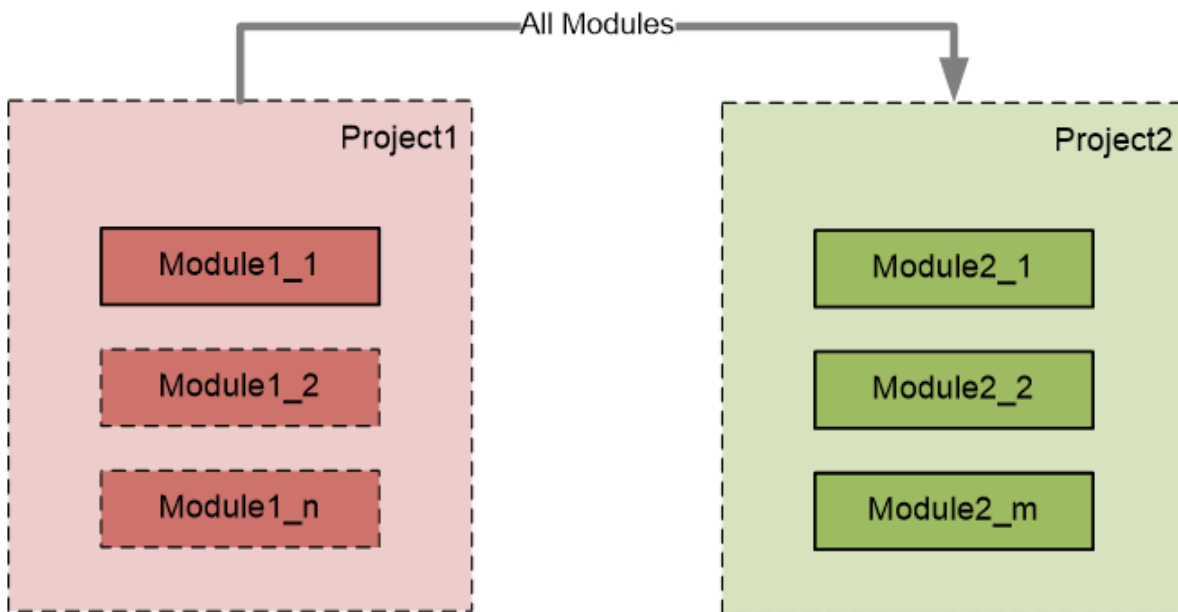 All Modules
Project1
Project2
Module1_1
Module2_1
Module1_2
Module2_2
Module1_n
Module2_m